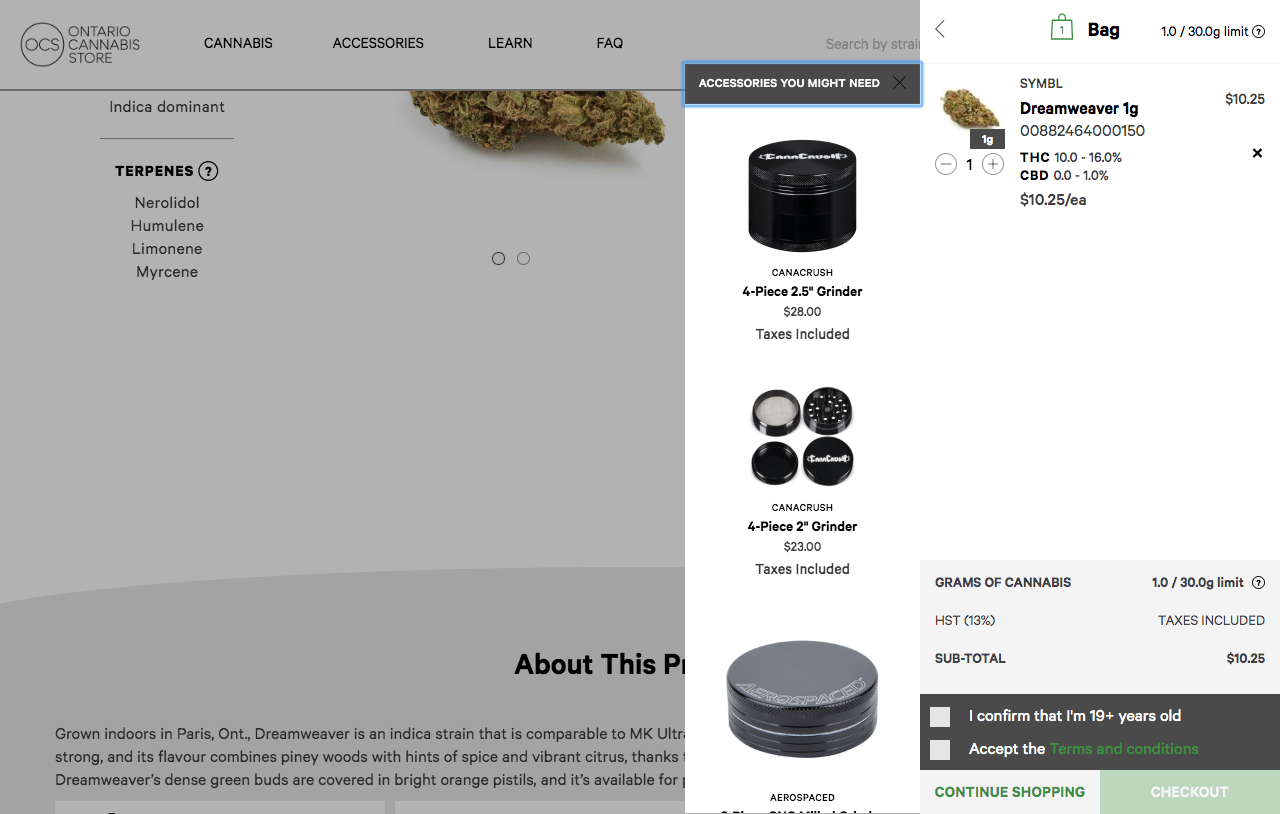 OCS
ONTARIO
CANNABIS
STORE
CANNABIS
ACCESSORIES
LEARN
FAQ
Search by strai
Indica dominant
TERPENES ?
Nerolidol
Humulene
Limonene
Myrcene
About This Pr
Grown indoors in Paris, Ont., Dreamweaver is an indica strain that is comparable to MK Ultra
strong, and its flavour combines piney woods with hints of spice and vibrant citrus, thanks t
Dreamweaver's dense green buds are covered in bright orange pistils, and it's available for p
ACCESSORIES YOU MIGHT NEED
CANACRUSH
CANACRUSH
4-Piece 2.5" Grinder
$28.00
Taxes Included
CANACRUSH
CANACRUSH
4-Piece 2" Grinder
$23.00
Taxes Included
AEROSPACED
AEROSPACED
1
Bag
1.0 / 30.0g limit ?
SYMBL
Dreamweaver 1g
$10.25
00882464000150
1g
1
THC 10.0 - 16.0%
CBD 0.0 - 1.0%
$10.25/ea
GRAMS OF CANNABIS
1.0 / 30.0g limit ?
HST (13%)
TAXES INCLUDED
SUB-TOTAL
$10.25
I confirm that I'm 19+ years old
Accept the Terms and conditions
CONTINUE SHOPPING
CHECKOUT